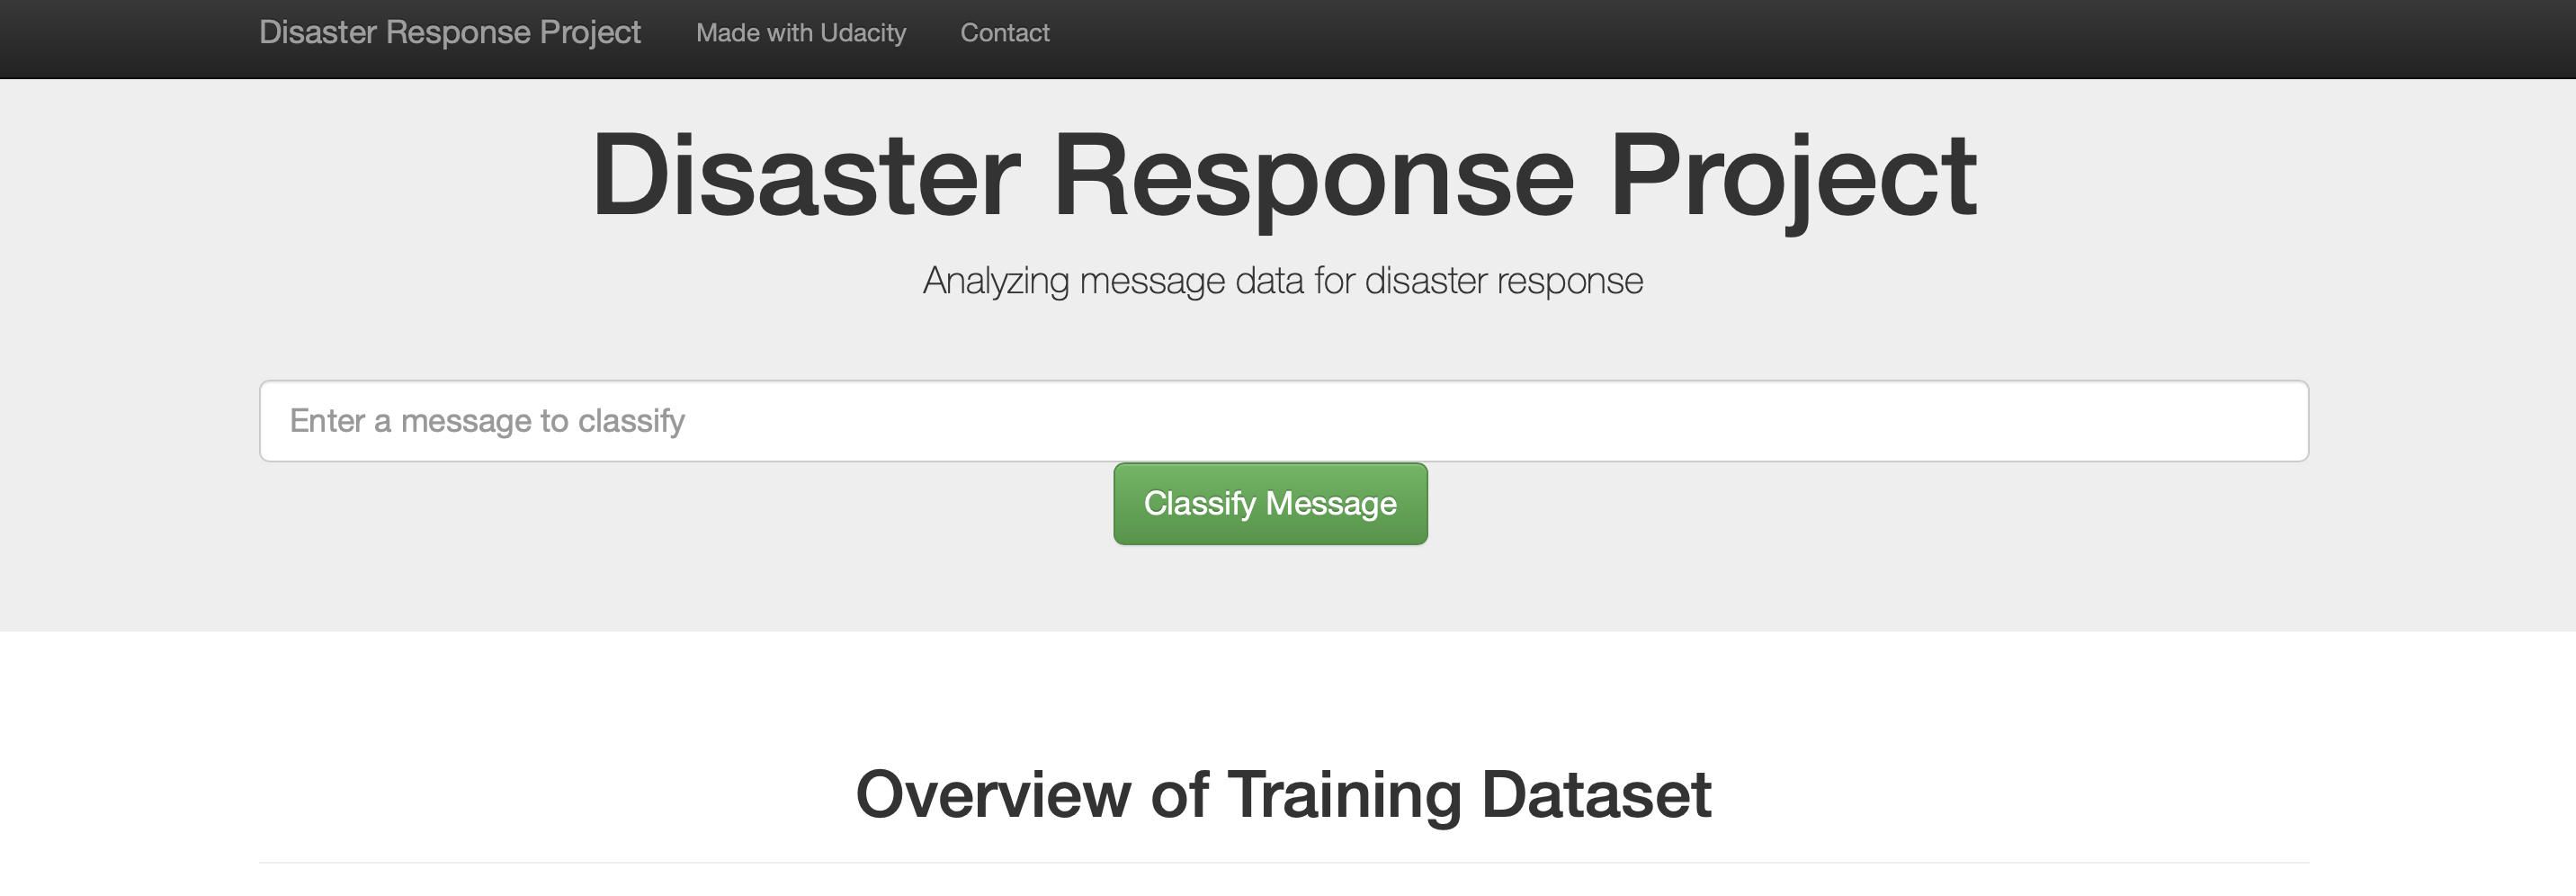 Disaster Response Project Made with Udacity Contact
Disaster Response Project
Analyzing message data for disaster response
Enter a message to classify
Classify Message
Overview of Training Dataset